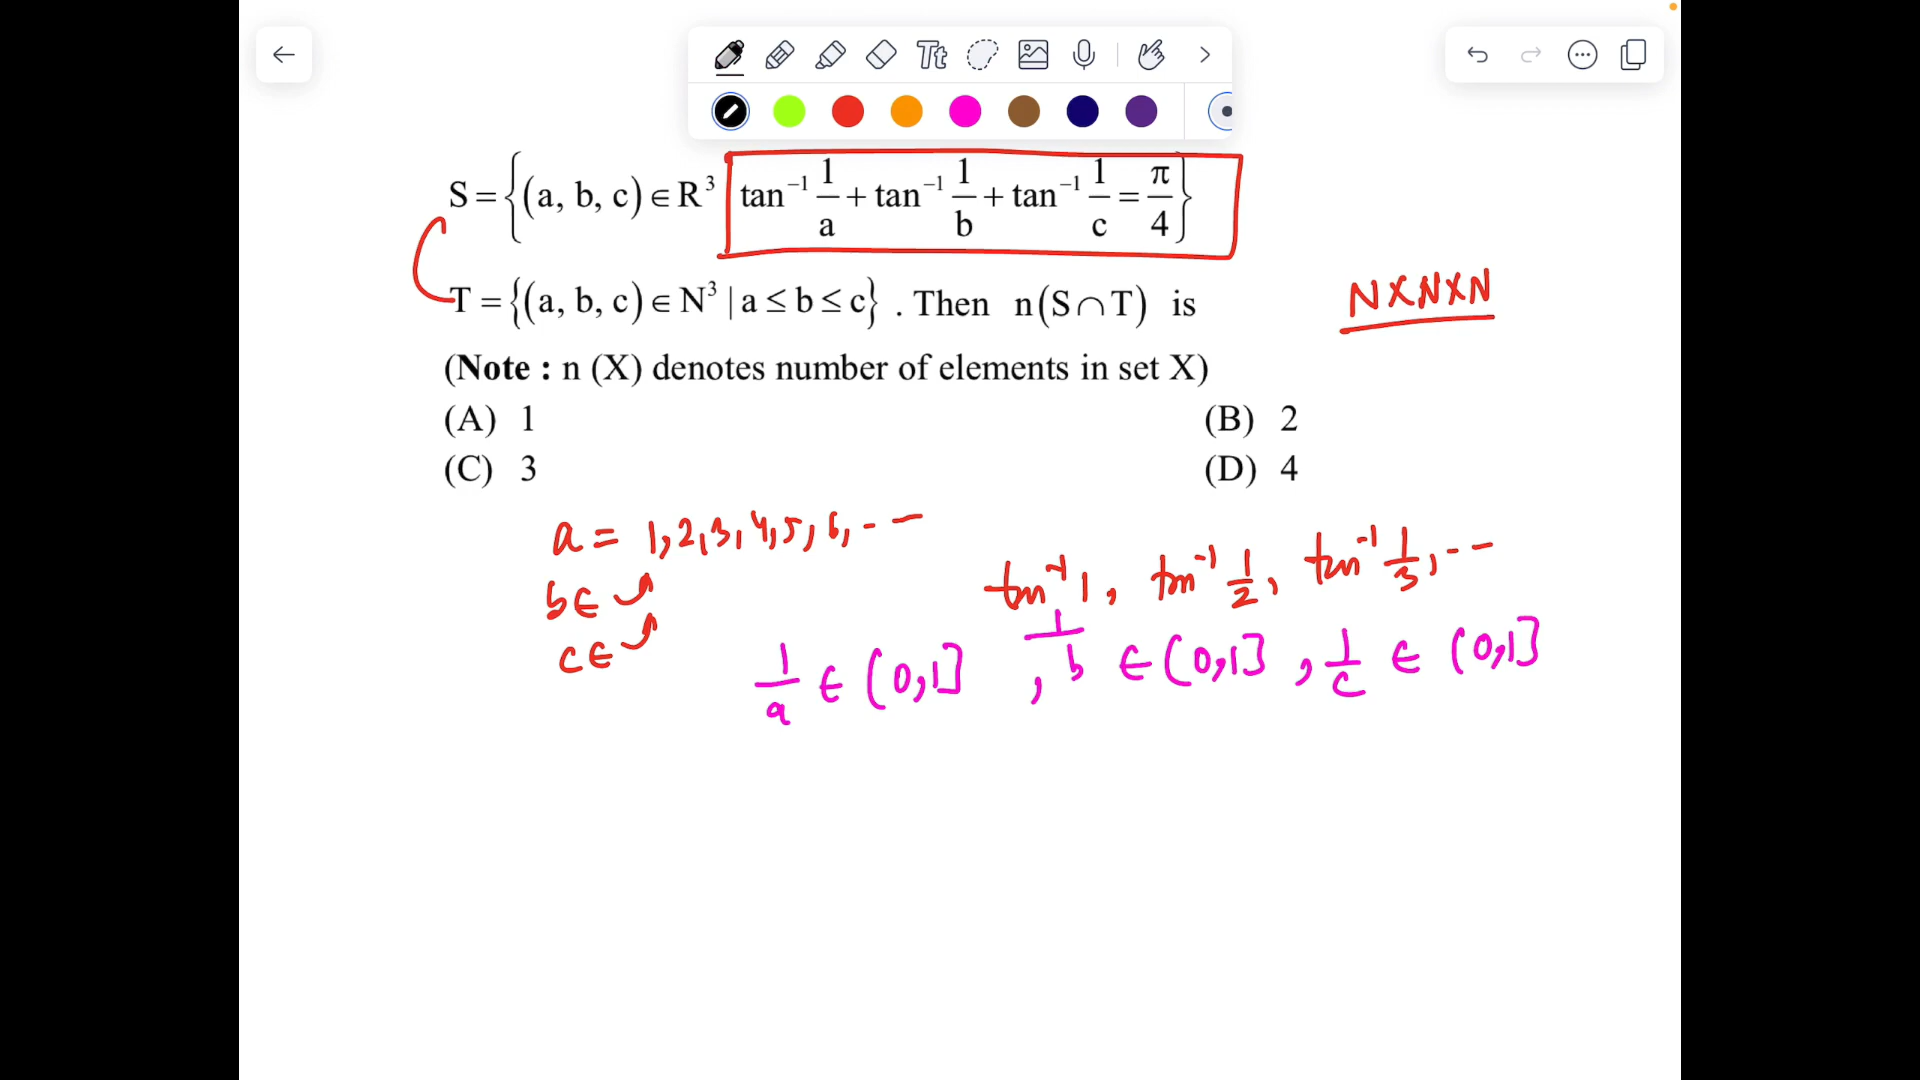 Tt
S = {(a, b, c) ∈ R³ | tan⁻¹ 1/a + tan⁻¹ 1/b + tan⁻¹ 1/c = π/4}
T = {(a, b, c) ∈ N³ | a ≤ b ≤ c} . Then n(S ∩ T) is
N×N×N
(Note : n (X) denotes number of elements in set X)
(A) 1 (B) 2
(C) 3 (D) 4
a = 1, 2, 3, 4, 5, 6, - -
b ∈
c ∈
tan⁻¹ 1, tan⁻¹ 1/2, tan⁻¹ 1/3, - -
1/a ∈ (0,1] , 1/b ∈ (0,1] , 1/c ∈ (0,1]